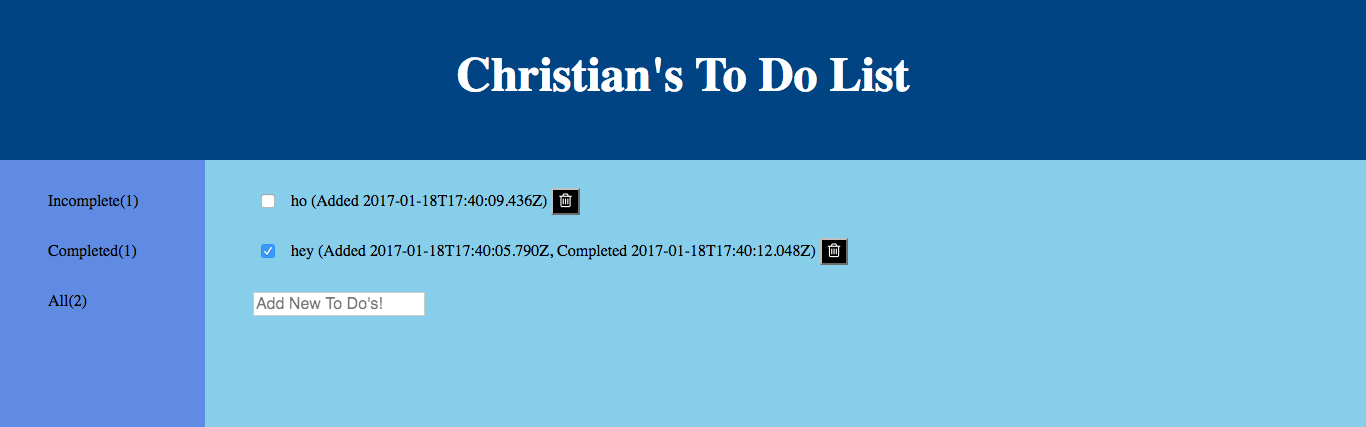 Christian's To Do List
Incomplete(1)
ho (Added 2017-01-18T17:40:09.436Z)
Completed(1)
hey (Added 2017-01-18T17:40:05.790Z, Completed 2017-01-18T17:40:12.048Z)
All(2)
Add New To Do's!